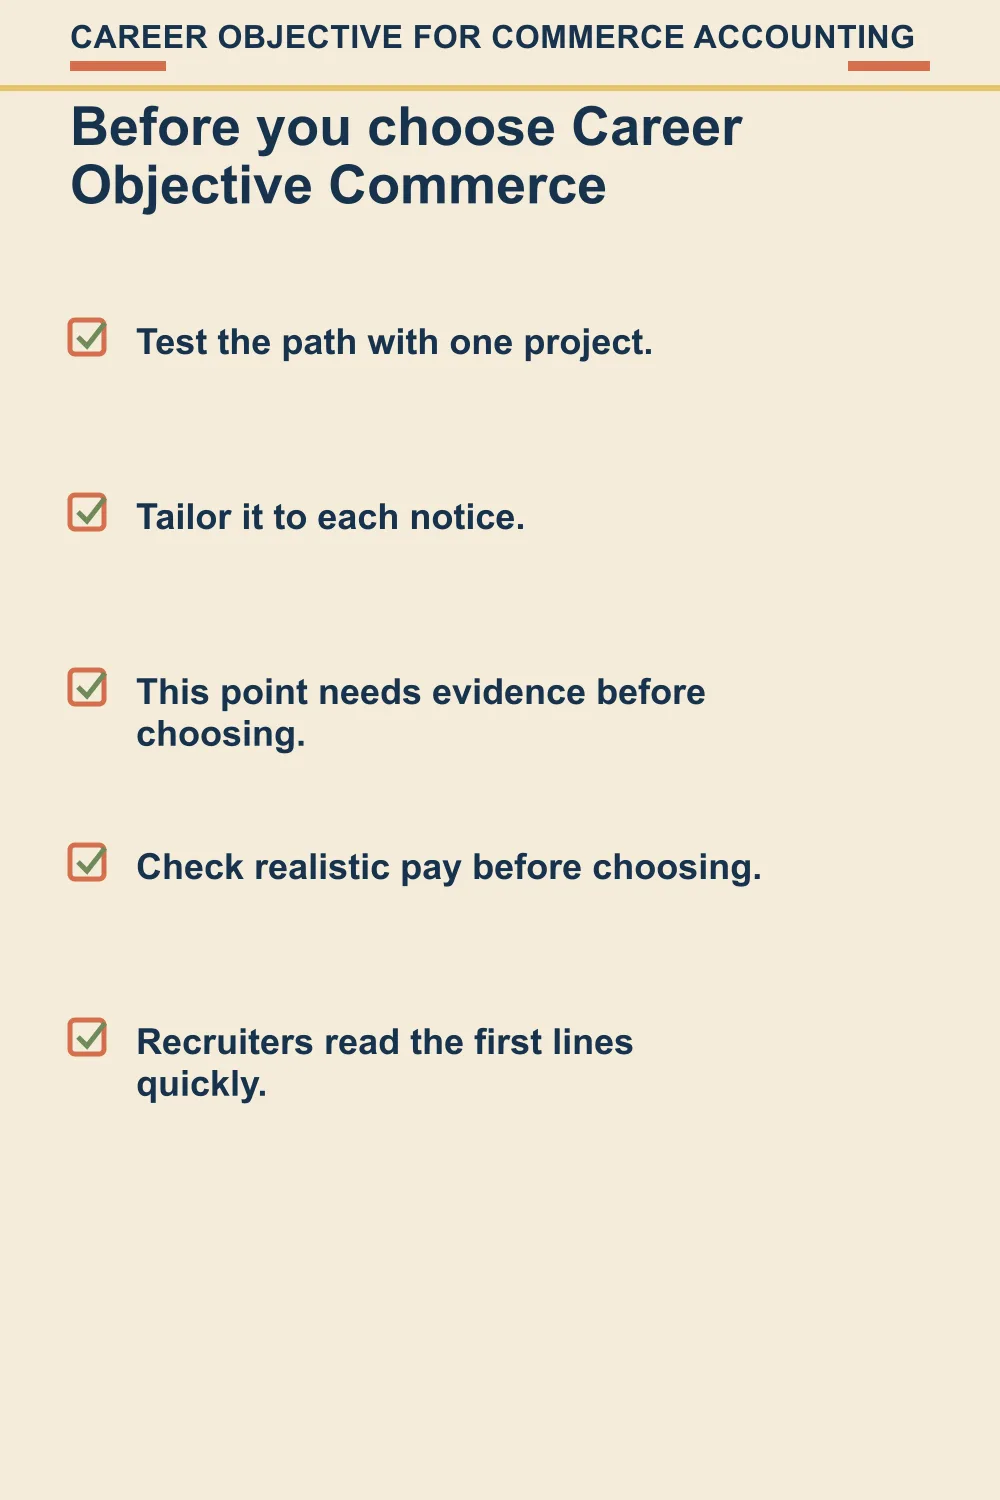 CAREER OBJECTIVE FOR COMMERCE ACCOUNTING
Before you choose Career
Objective Commerce
Test the path with one project.
Tailor it to each notice.
This point needs evidence before
choosing.
Check realistic pay before choosing.
Recruiters read the first lines
quickly.